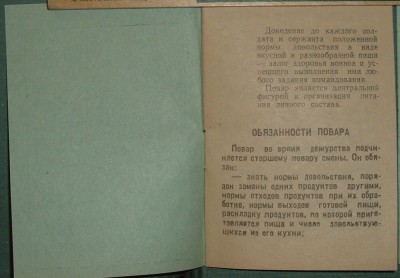 Доведение до каждого сол-
дата и сержанта положенной
нормы довольствия в виде
вкусной и разнообразной пищи
— залог здоровья воинов и ус-
пешного выполнения ими лю-
бого задания командования.
Повар является центральной
фигурой в организации пита-
ния личного состава.
ОБЯЗАННОСТИ ПОВАРА
Повар во время дежурства подчи-
няется старшему повару смены. Он обя-
зан:
— знать нормы довольствия, поря-
док замены одних продуктов другими,
нормы отходов продуктов при их обра-
ботке, нормы выходов готовой пищи,
раскладку продуктов, по которой приго-
товляется пища и число довольствую-
щихся из его кухни;